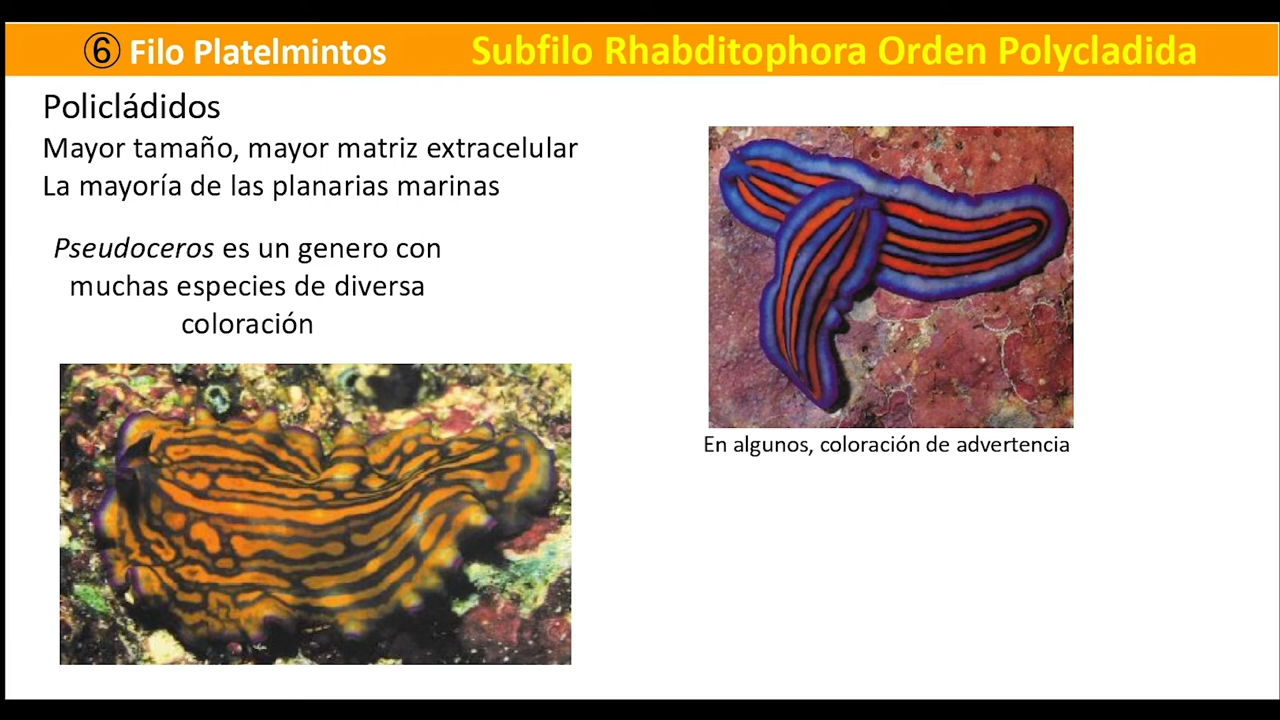 ⑥ Filo Platelmintos Subfilo Rhabditophora Orden Polycladida
Policládidos
Mayor tamaño, mayor matriz extracelular
La mayoría de las planarias marinas
Pseudoceros es un genero con
muchas especies de diversa
coloración
En algunos, coloración de advertencia